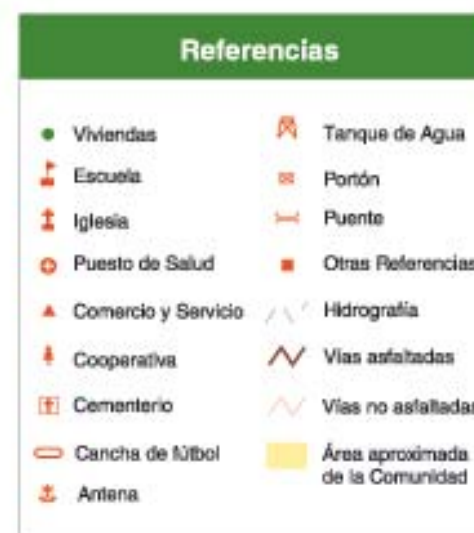 Referencias
Viviendas
Escuela
Iglesia
Puesto de Salud
Comercio y Servicio
Cooperativa
Cementerio
Cancha de fútbol
Antena
Tanque de Agua
Portón
Puente
Otras Referencias
Hidrografía
Vías asfaltadas
Vías no asfaltadas
Área aproximada
de la Comunidad